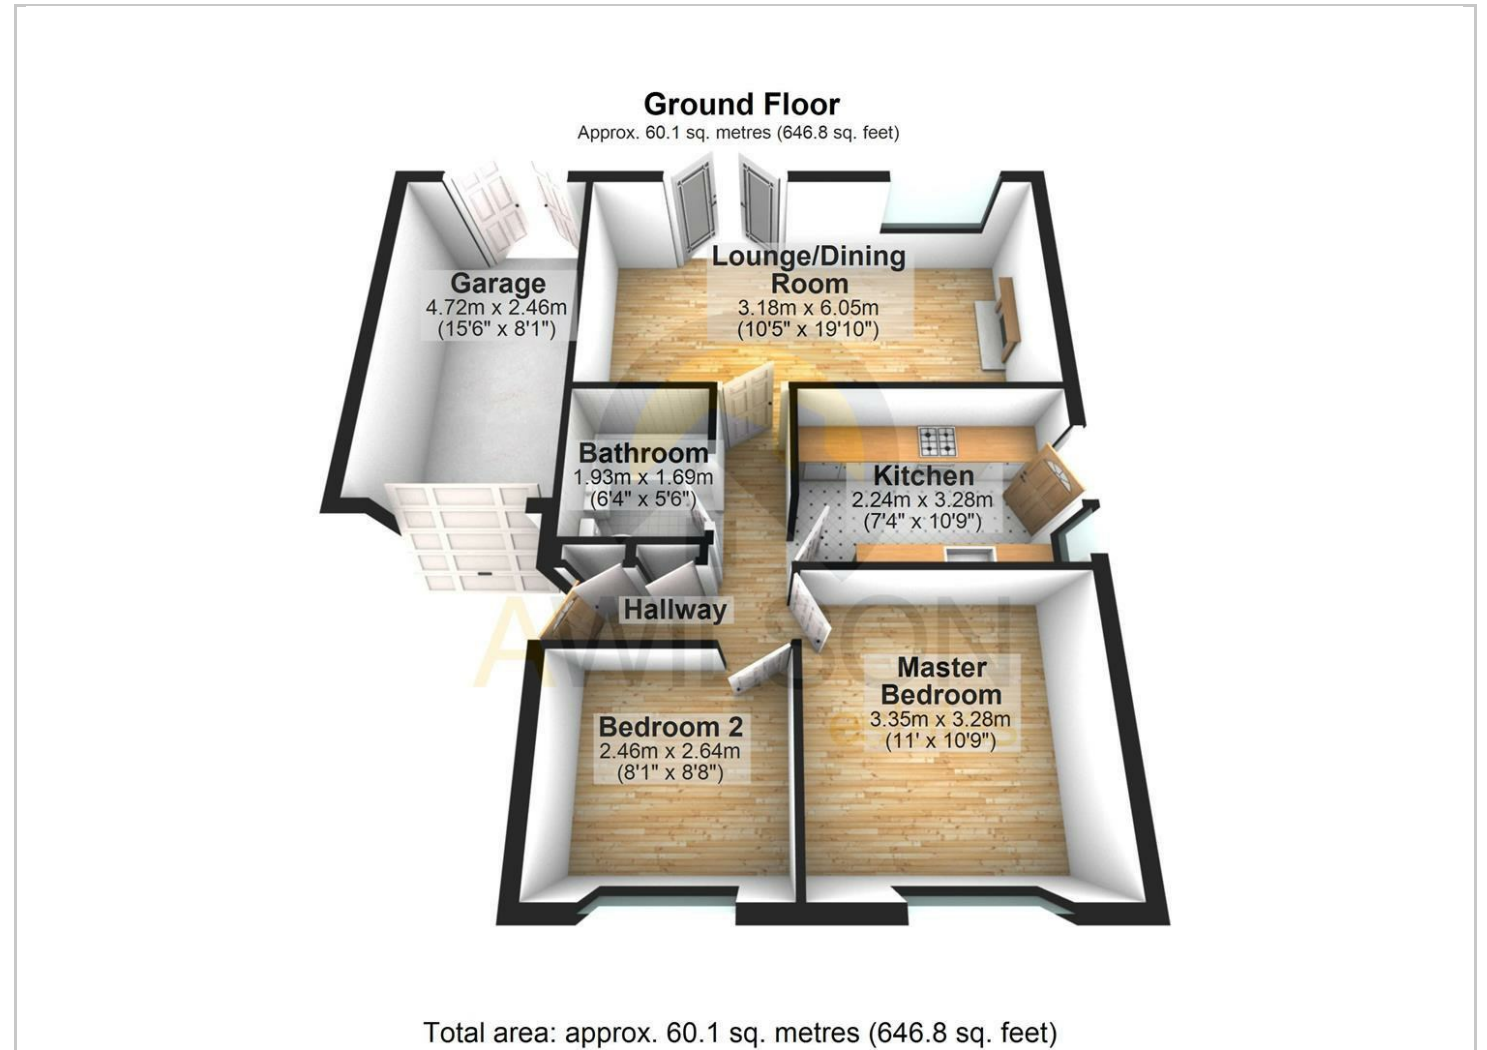 Ground Floor
Approx. 60.1 sq. metres (646.8 sq. feet)
Garage
4.72m x 2.46m
(15'6" x 8'1")
Lounge/Dining
Room
3.18m x 6.05m
(10'5" x 19'10")
Bathroom
1.93m x 1.69m
(6'4" x 5'6")
Kitchen
2.24m x 3.28m
(7'4" x 10'9")
Hallway
AWILSON
Master
Bedroom
3.35m x 3.28m
(11' x 10'9")
Bedroom 2
2.46m x 2.64m
(8'1" x 8'8")
Total area: approx. 60.1 sq. metres (646.8 sq. feet)